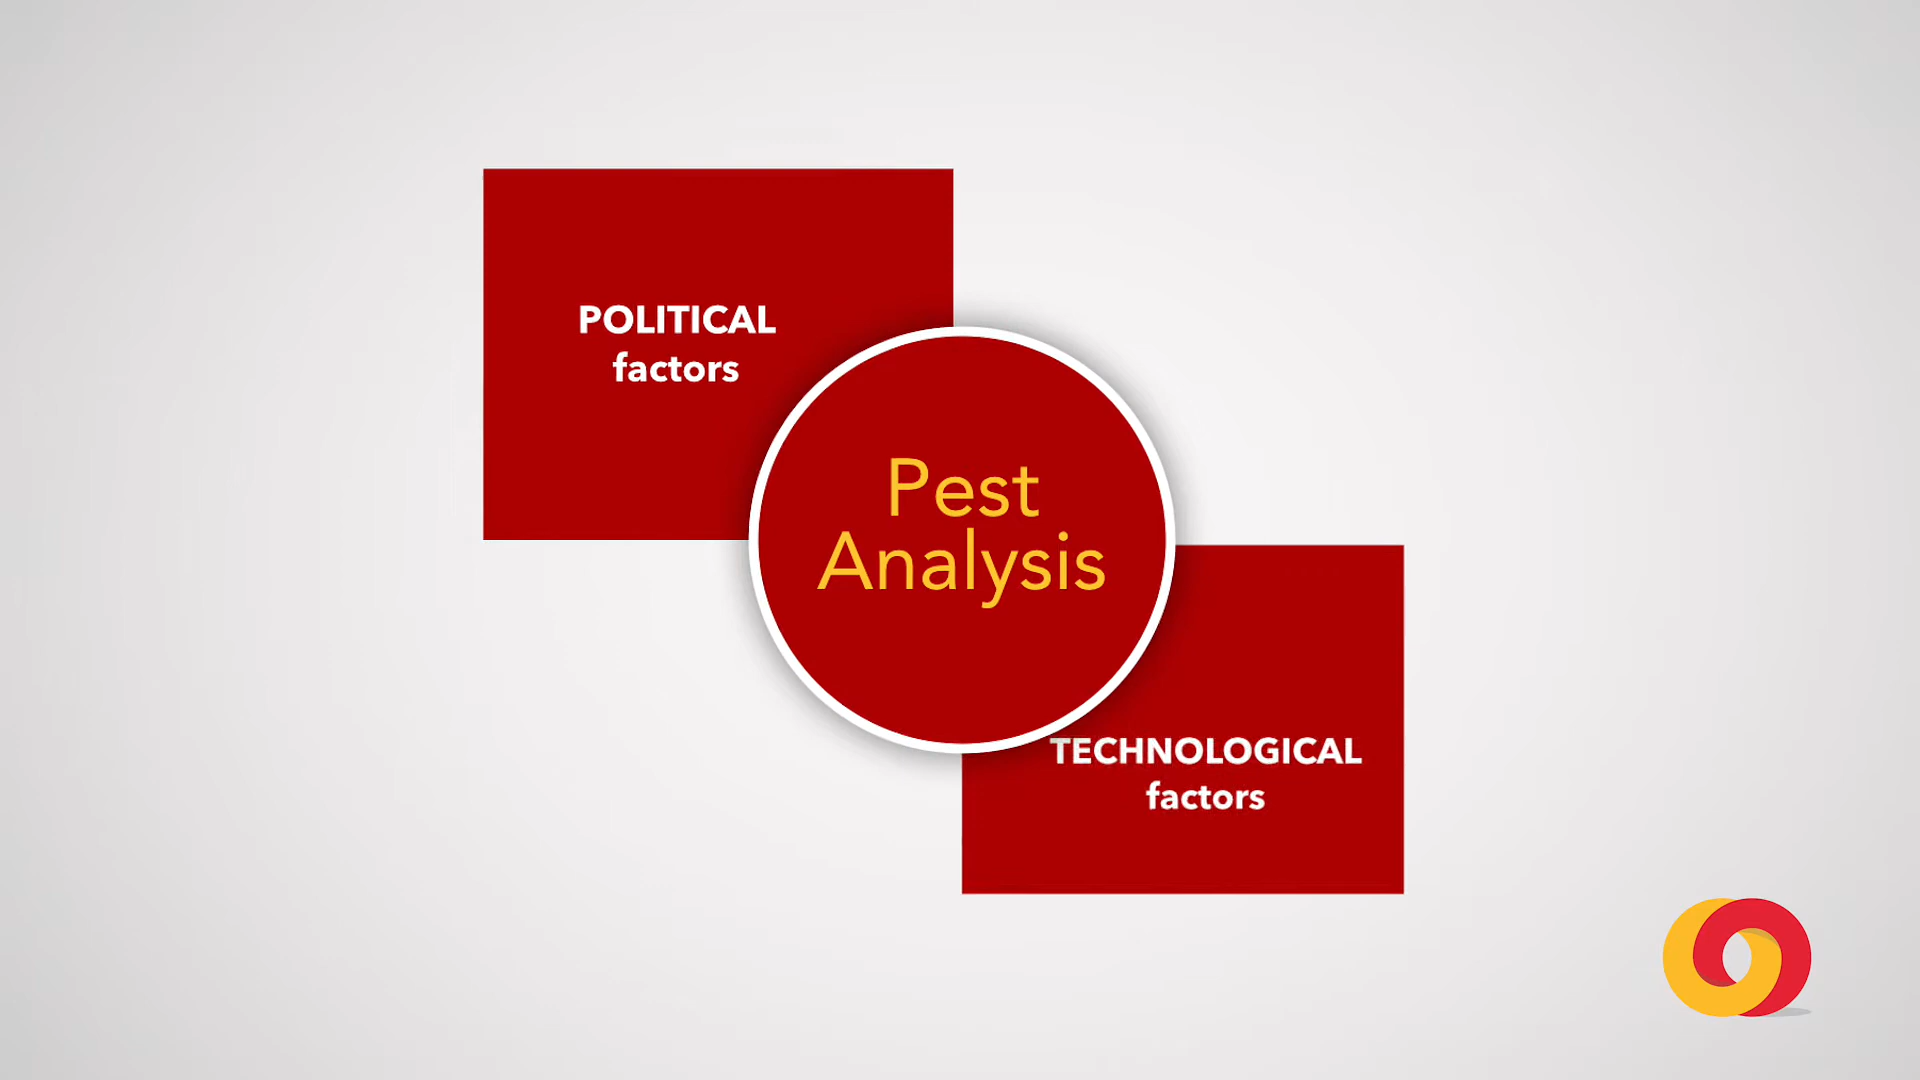 POLITICAL
factors
Pest
Analysis
TECHNOLOGICAL
factors